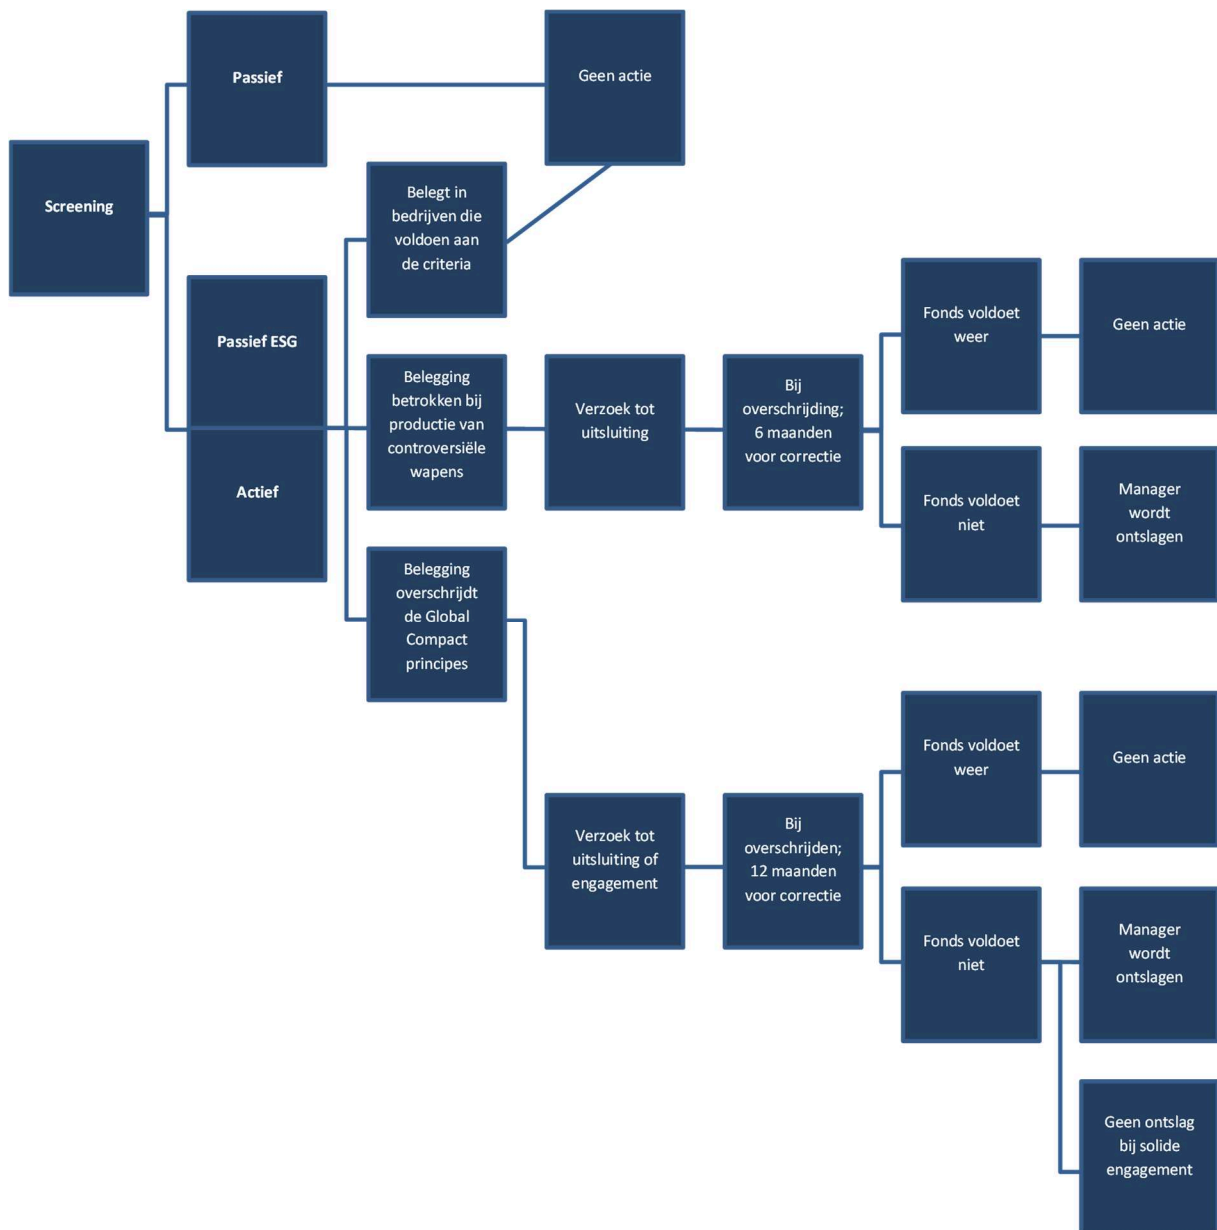 Passief
Geen actie
Screening
Belegt in
bedrijven die
voldoen aan
de criteria
Passief ESG
Actief
Belegging
betrokken bij
productie van
controversiële
wapens
Verzoek tot
uitsluiting
Bij
overschrijding;
6 maanden
voor correctie
Fonds voldoet
weer
Geen actie
Fonds voldoet
niet
Manager
wordt
ontslagen
Belegging
overschrijdt
de Global
Compact
principes
Verzoek tot
uitsluiting of
engagement
Bij
overschrijden;
12 maanden
voor correctie
Fonds voldoet
weer
Geen actie
Fonds voldoet
niet
Manager
wordt
ontslagen
Geen ontslag
bij solide
engagement